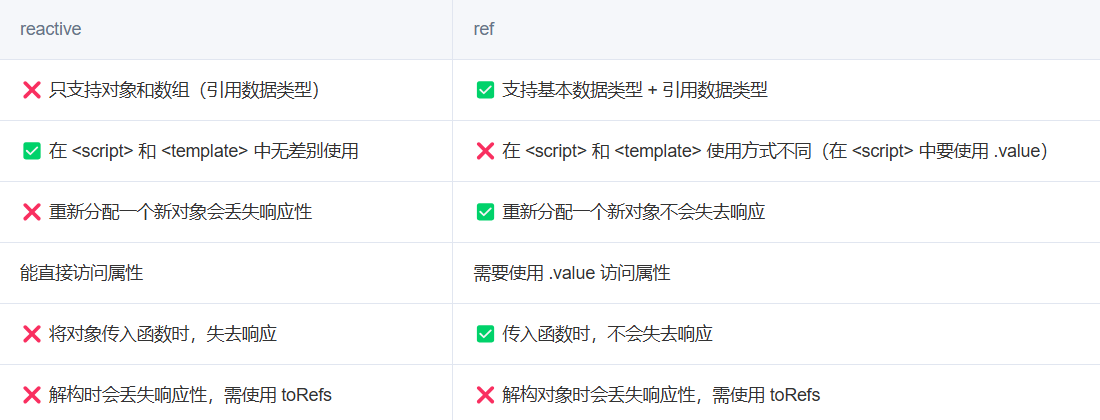 reactive ref
❌ 只支持对象和数组（引用数据类型） ✅ 支持基本数据类型 + 引用数据类型
✅ 在 <script> 和 <template> 中无差别使用 ❌ 在 <script> 和 <template> 使用方式不同（在 <script> 中要使用 .value）
❌ 重新分配一个新对象会丢失响应性 ✅ 重新分配一个新对象不会失去响应
能直接访问属性 需要使用 .value 访问属性
❌ 将对象传入函数时，失去响应 ✅ 传入函数时，不会失去响应
❌ 解构时会丢失响应性，需使用 toRefs ❌ 解构对象时会丢失响应性，需使用 toRefs